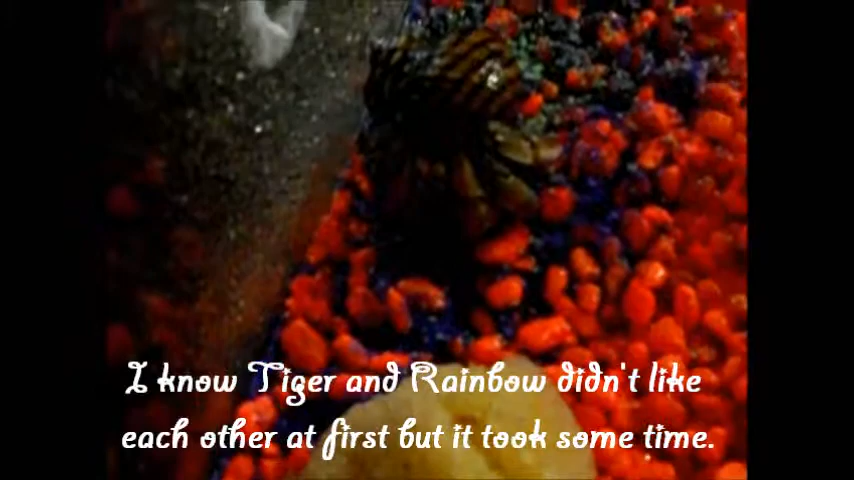 I know Tiger and Rainbow didn't like
each other at first but it took some time.